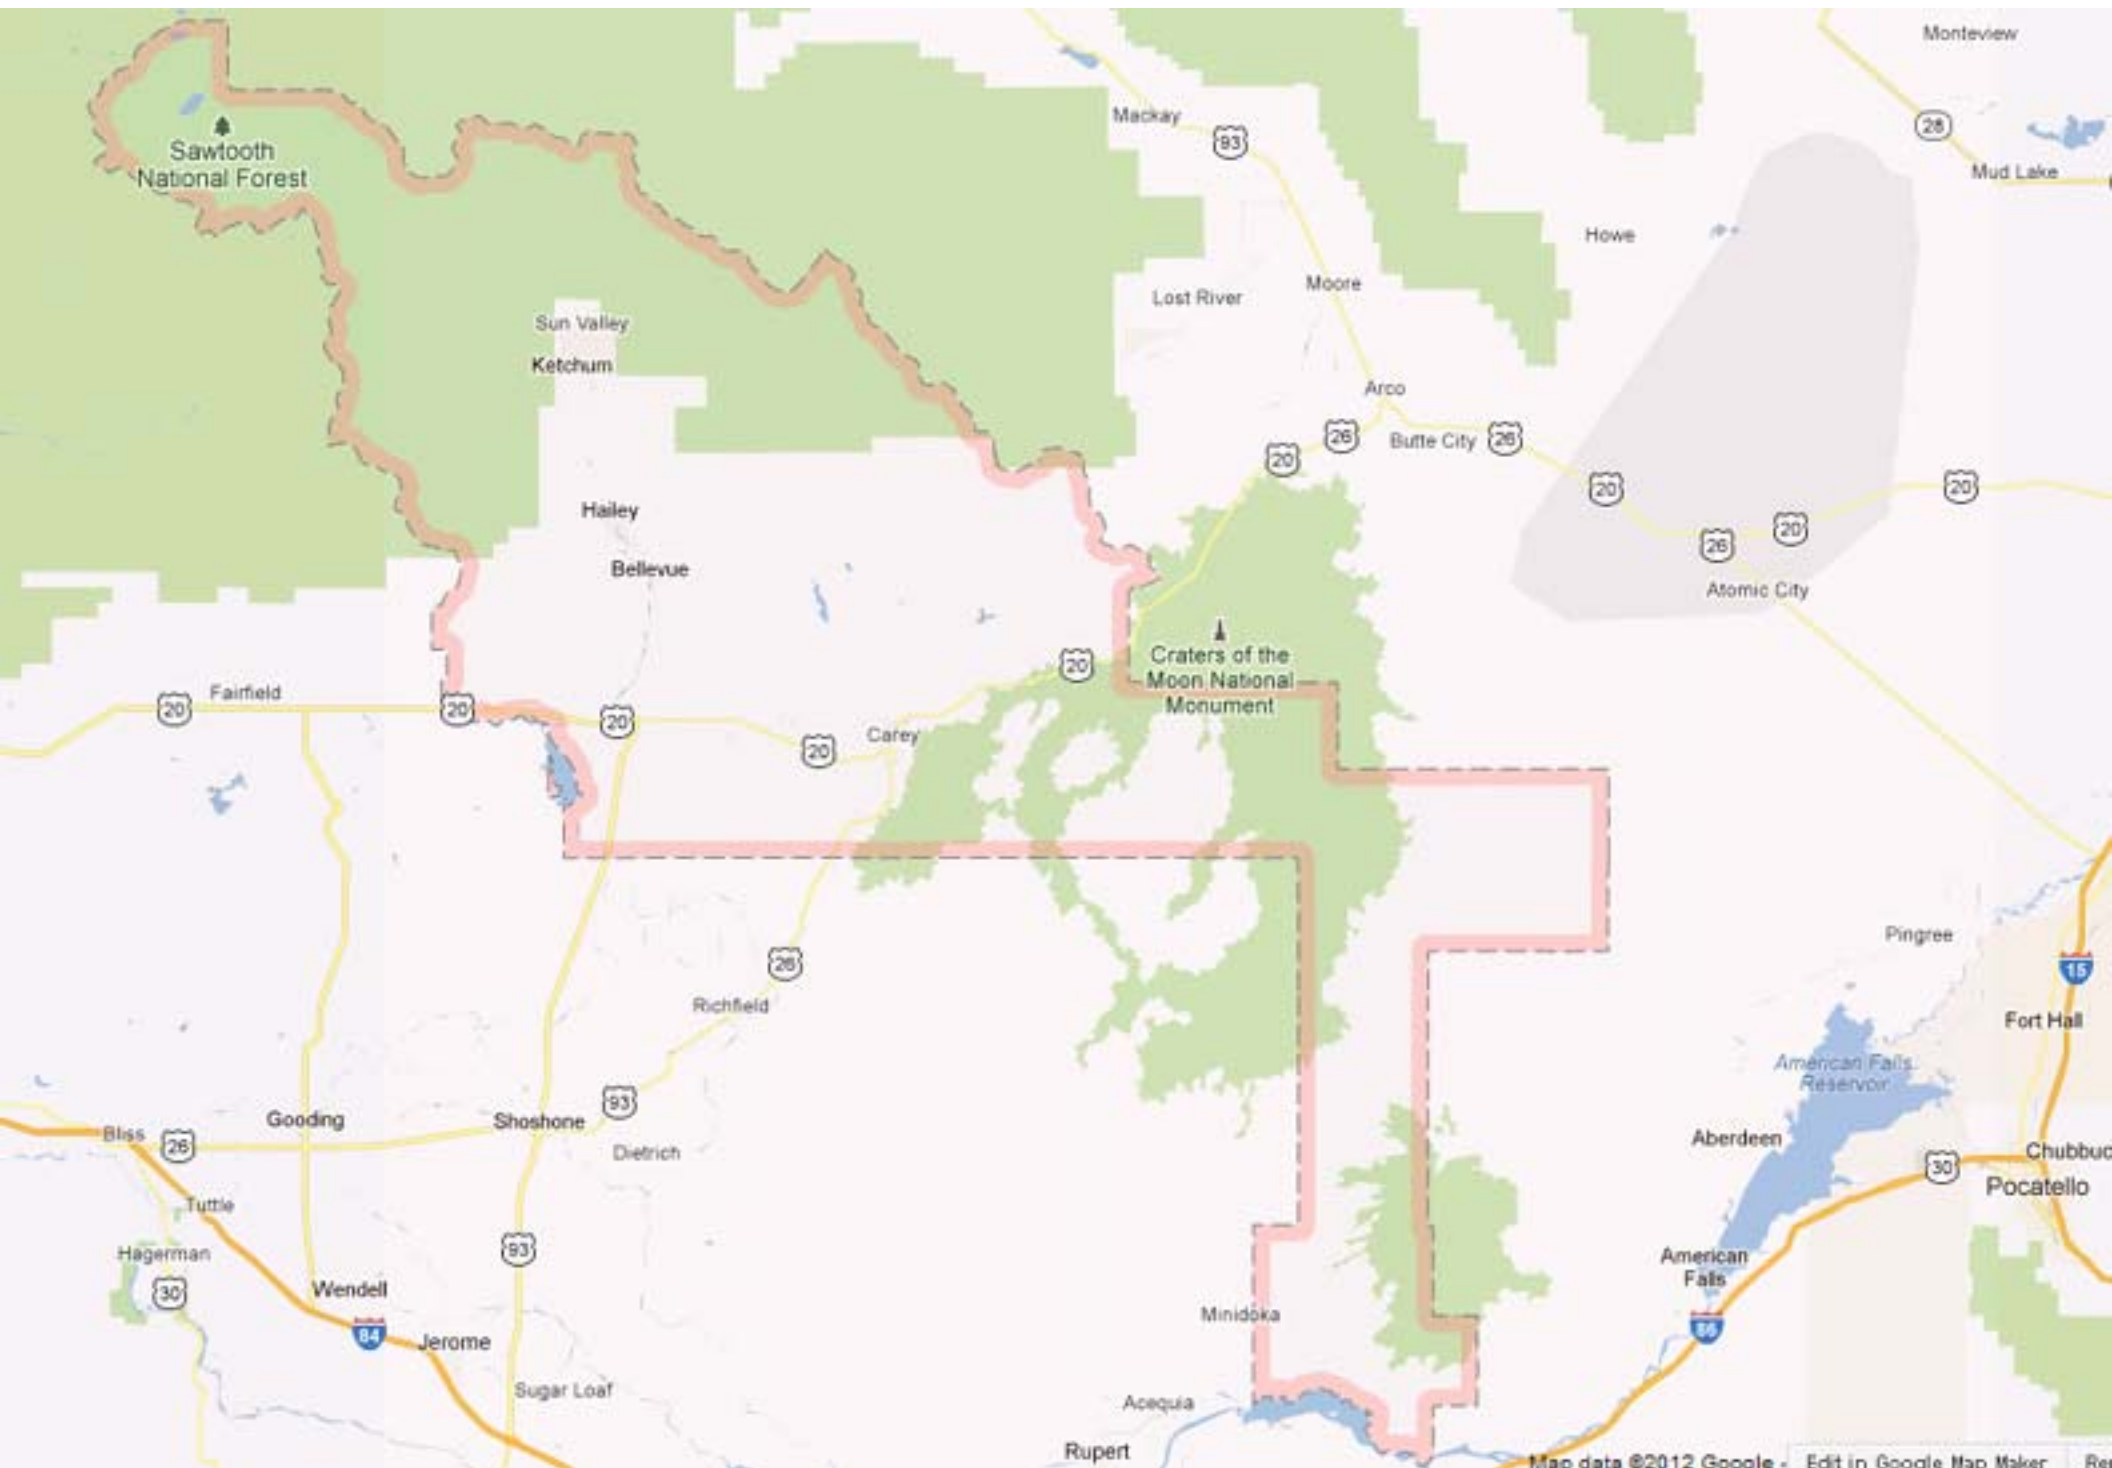 Monteview
Mackay
93
28
Sawtooth
National Forest
Mud Lake
Howe
Moore
Lost River
Sun Valley
Ketchum
Arco
26
Butte City
26
20
20
20
Hailey
26
20
Bellevue
Atomic City
Craters of the
Moon National
Monument
20
Fairfield
20
20
20
20
Carey
Pingree
26
15
Richfield
Fort Hall
American Falls
Reservoir
93
Gooding
Shoshone
Bliss
26
Aberdeen
Dietrich
Chubbuc
30
Pocatello
Tuttle
Hagerman
93
American
Falls
30
Wendell
Minidoka
84
86
Jerome
Sugar Loaf
Acequia
Rupert
Map data ©2012 Google -
Edit in Google Map Maker
Re